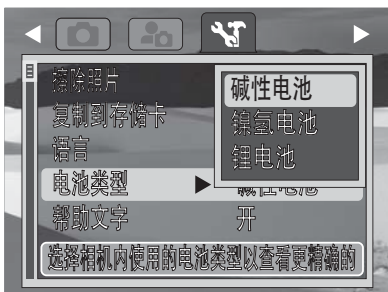 擦除照片
复制到存储卡
语言
电池类型
帮助文字 开
碱性电池
镍氢电池
锂电池
选择相机内使用的电池类型以查看更精确的